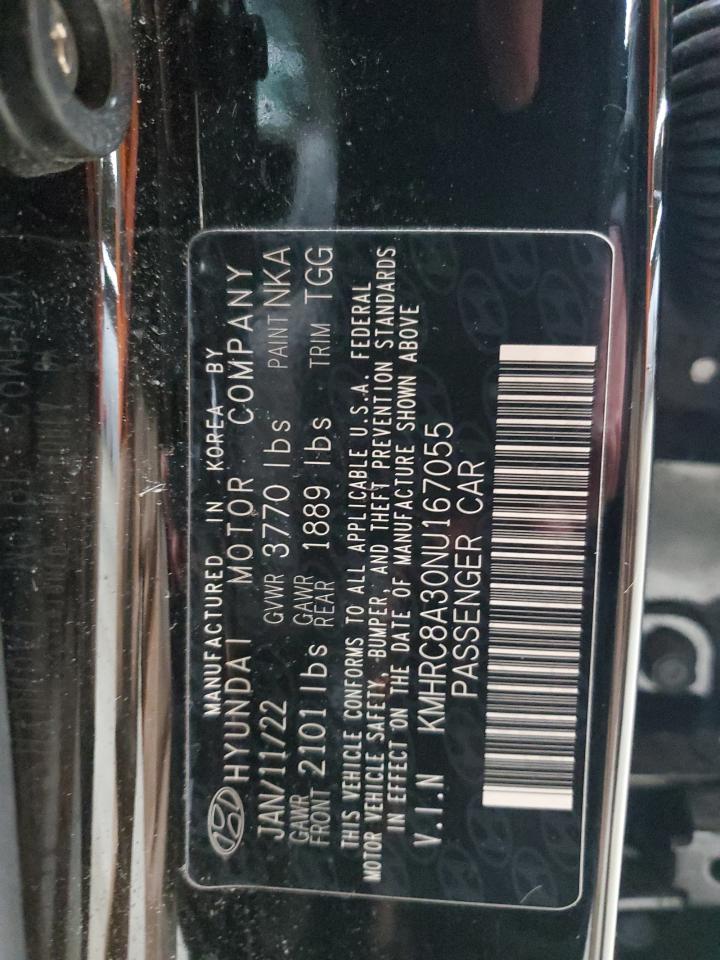 MANUFACTURED IN KOREA BY
HYUNDAI MOTOR COMPANY
JAN/11/22 GVWR 3770 lbs PAINT NKA
GAWR FRONT 2101 lbs GAWR REAR 1889 lbs TRIM TGG
THIS VEHICLE CONFORMS TO ALL APPLICABLE U.S.A. FEDERAL
MOTOR VEHICLE SAFETY, BUMPER, AND THEFT PREVENTION STANDARDS
IN EFFECT ON THE DATE OF MANUFACTURE SHOWN ABOVE
V.I.N KMHRC8A30NU167055
PASSENGER CAR